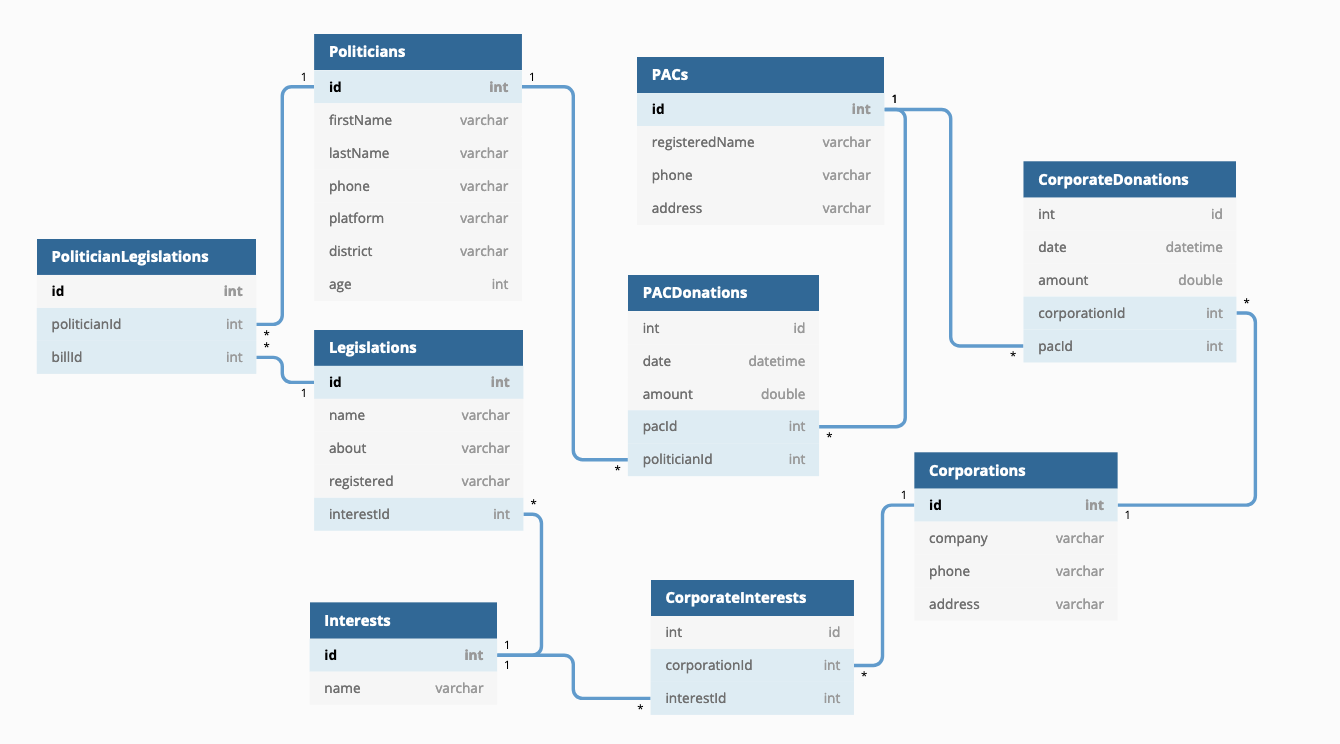 Politicians
1
1
id int
firstName varchar
lastName varchar
phone varchar
platform varchar
district varchar
age int
PACs
1
id int
registeredName varchar
phone varchar
address varchar
CorporateDonations
int id
date datetime
amount double
corporationId int
*
pacId int
*
PoliticianLegislations
id int
politicianId int
*
billId int
*
Legislations
id int
1
name varchar
about varchar
registered varchar
interestId int
*
PACDonations
int id
date datetime
amount double
pacId int
*
politicianId int
*
Corporations
1
id int
1
company varchar
phone varchar
address varchar
Interests
id int
1
1
name varchar
CorporateInterests
int id
corporationId int
*
interestId int
*